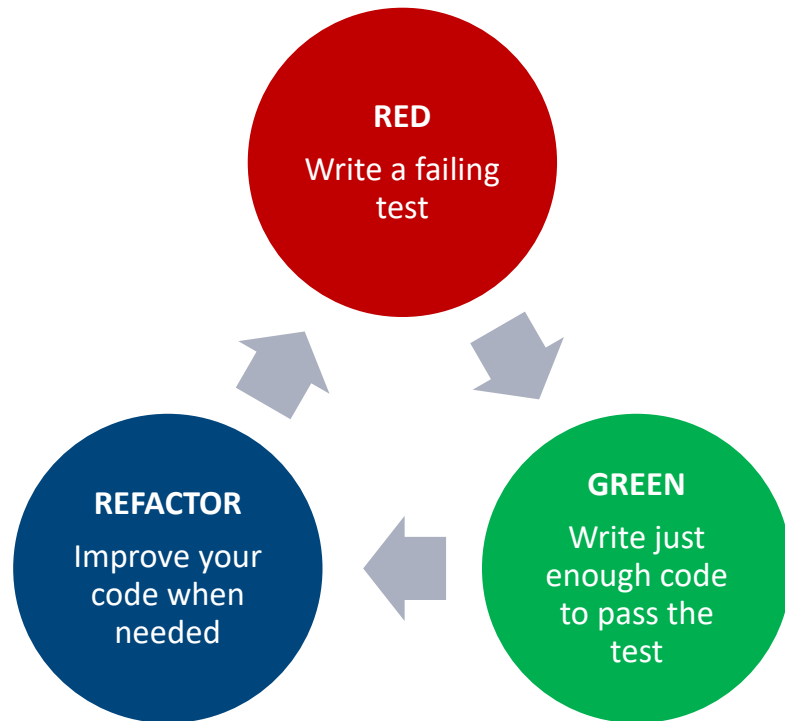 RED
Write a failing
test
GREEN
Write just
enough code
to pass the
test
REFACTOR
Improve your
code when
needed